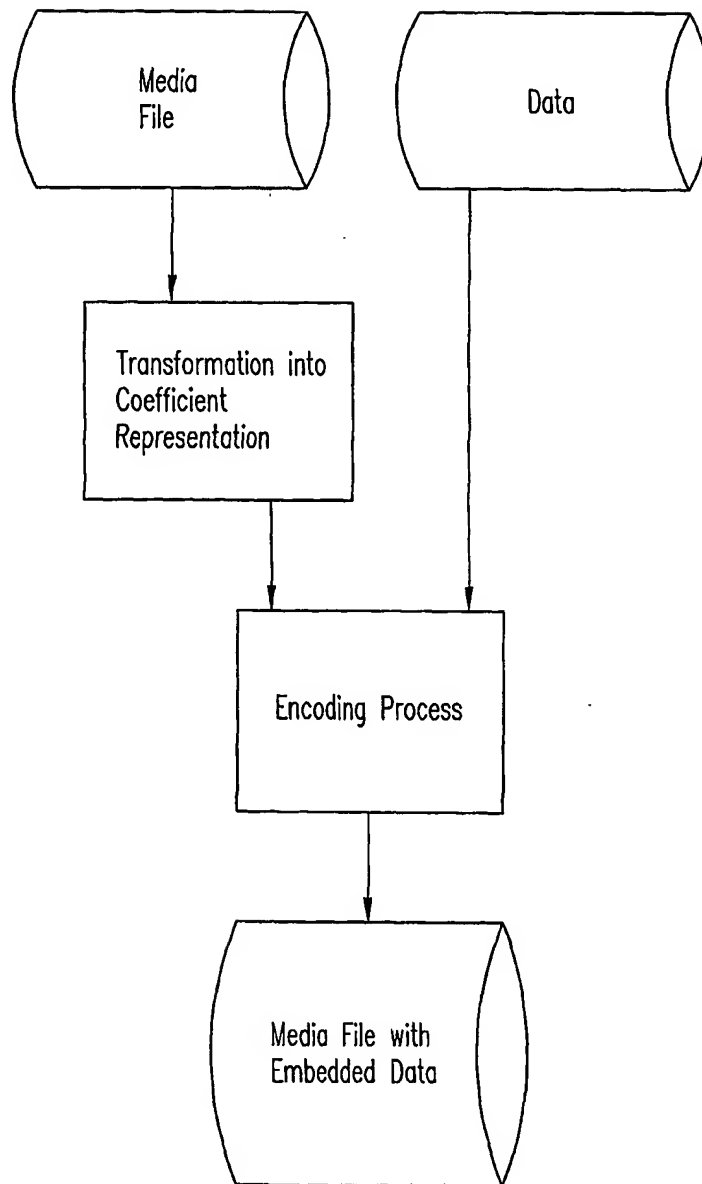 Media
File
Data
Transformation into
Coefficient
Representation
Encoding Process
Media File with
Embedded Data